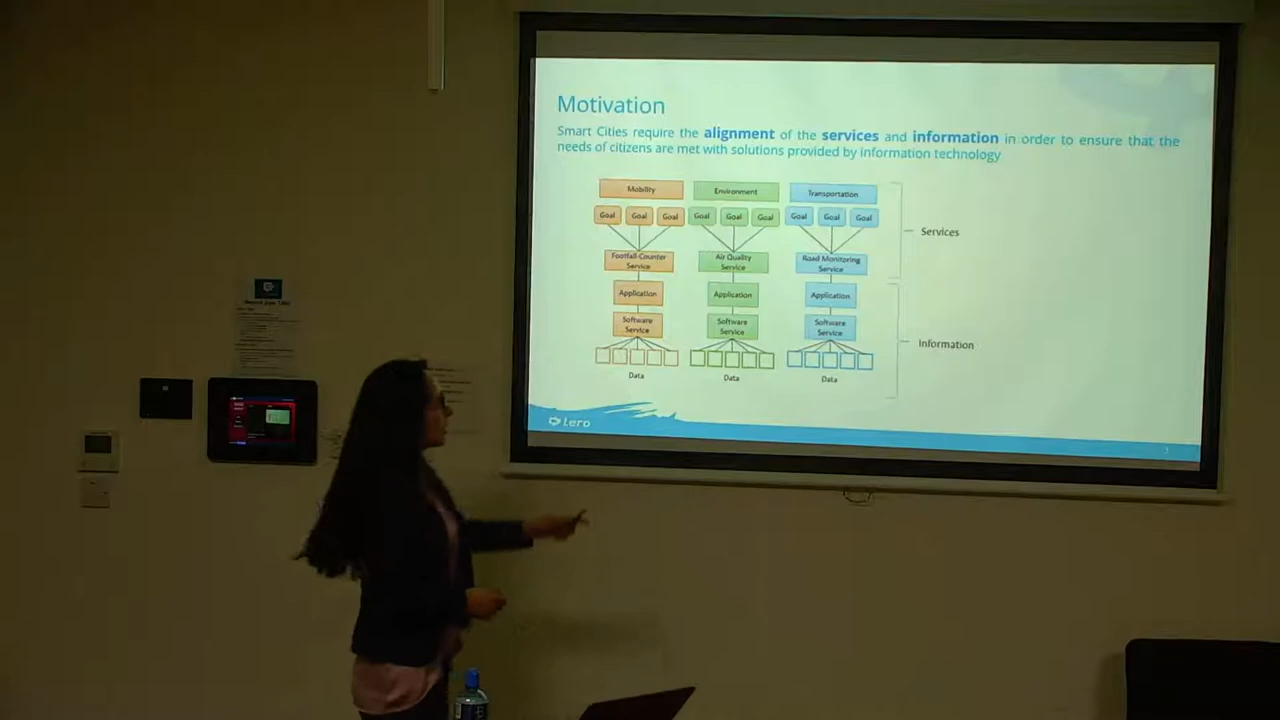 Motivation
Smart Cities require the alignment of the services and information in order to ensure that the
needs of citizens are met with solutions provided by information technology
Mobility Environment Transportation
Goal Goal Goal Goal Goal Goal Goal Goal Goal
Services
Footfall-Counter Air Quality Road Monitoring
Service Service Service
Application Application Application
Software Software Software
Service Service Service
Information
Data Data Data
Lero
3